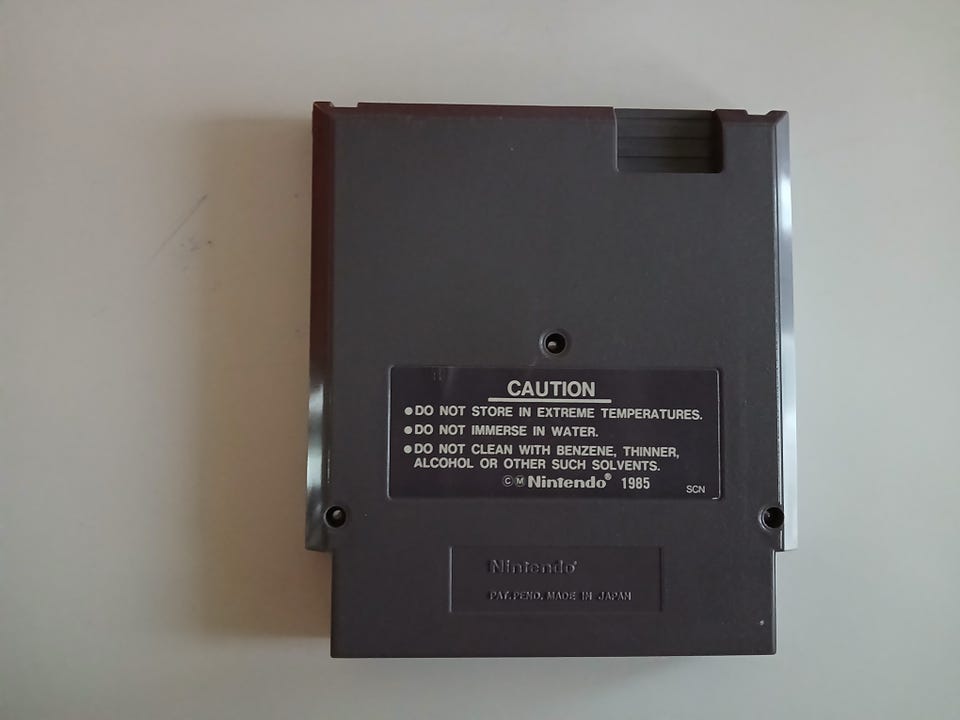 CAUTION
●DO NOT STORE IN EXTREME TEMPERATURES.
●DO NOT IMMERSE IN WATER.
●DO NOT CLEAN WITH BENZENE, THINNER,
ALCOHOL OR OTHER SUCH SOLVENTS.
ⒸⓂNintendo® 1985 SCN
Nintendo®
PAT. PEND. MADE IN JAPAN